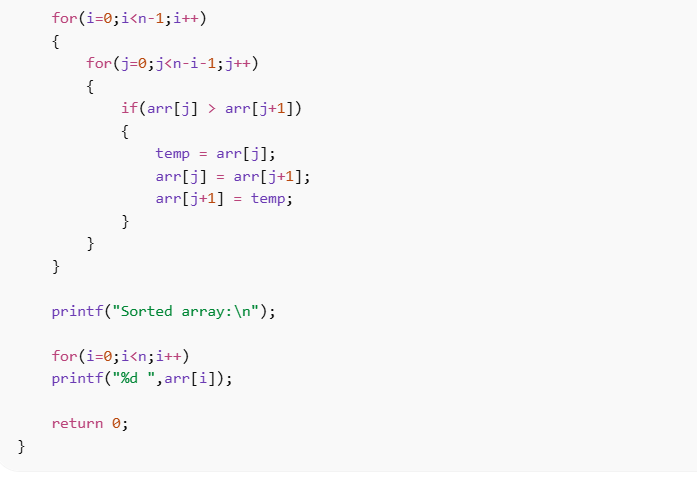 for(i=0;i<n-1;i++)
{
for(j=0;j<n-i-1;j++)
{
if(arr[j] > arr[j+1])
{
temp = arr[j];
arr[j] = arr[j+1];
arr[j+1] = temp;
}
}
}
printf("Sorted array:\n");
for(i=0;i<n;i++)
printf("%d ",arr[i]);
return 0;
}